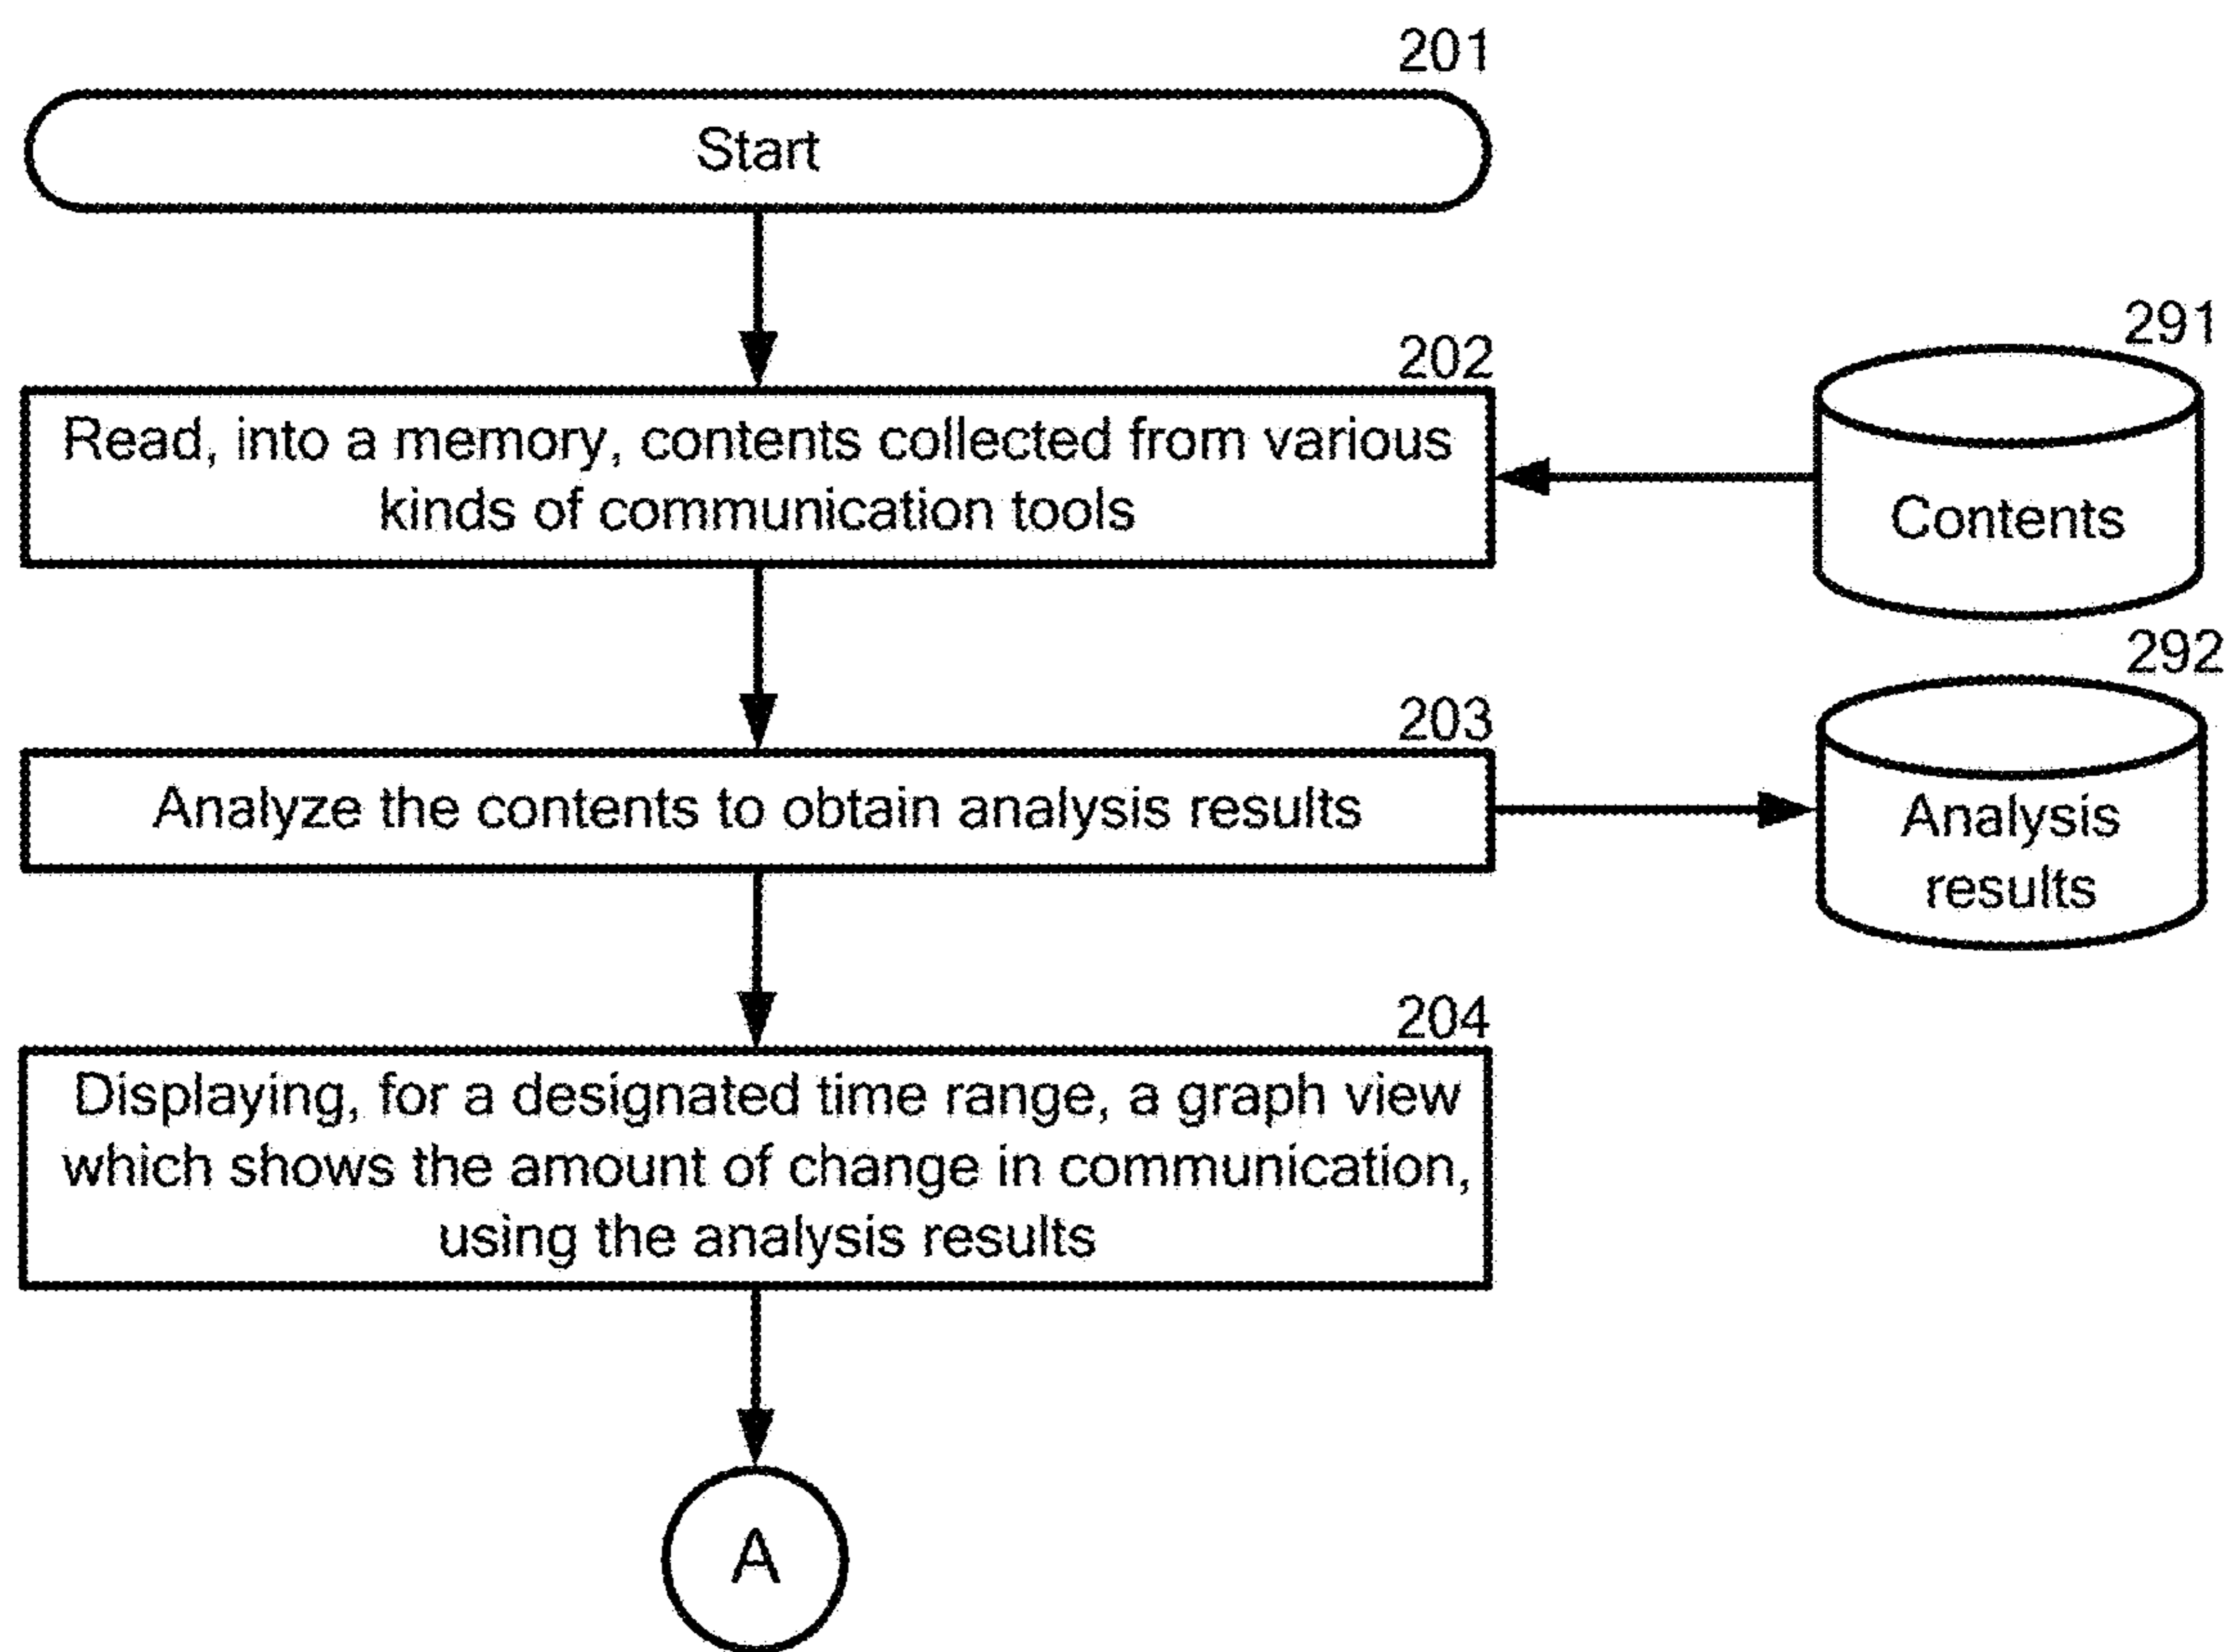 201
Start
202
Read, into a memory, contents collected from various
kinds of communication tools
291
Contents
203
Analyze the contents to obtain analysis results
292
Analysis
results
204
Displaying, for a designated time range, a graph view
which shows the amount of change in communication,
using the analysis results
A